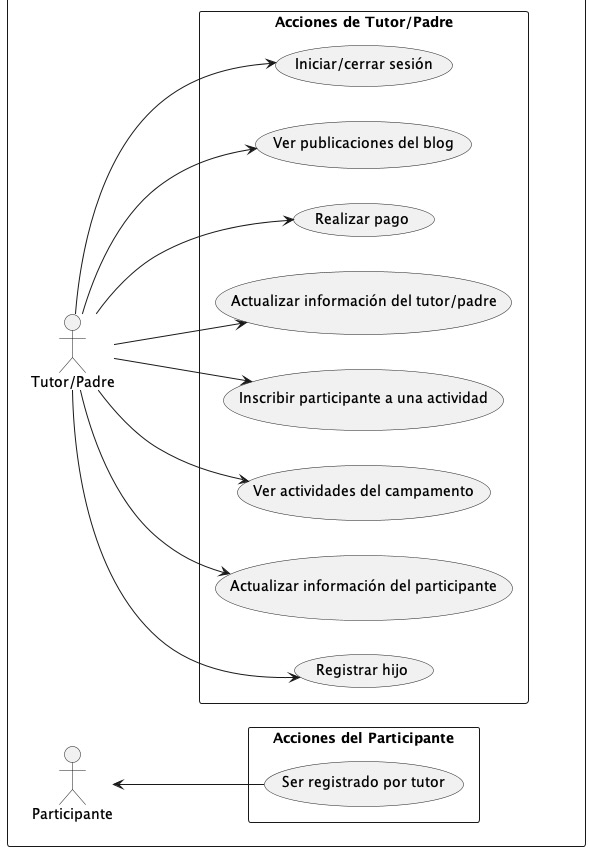 Acciones de Tutor/Padre
Iniciar/cerrar sesión
Ver publicaciones del blog
Realizar pago
Actualizar información del tutor/padre
Tutor/Padre
Inscribir participante a una actividad
Ver actividades del campamento
Actualizar información del participante
Registrar hijo
Acciones del Participante
Ser registrado por tutor
Participante